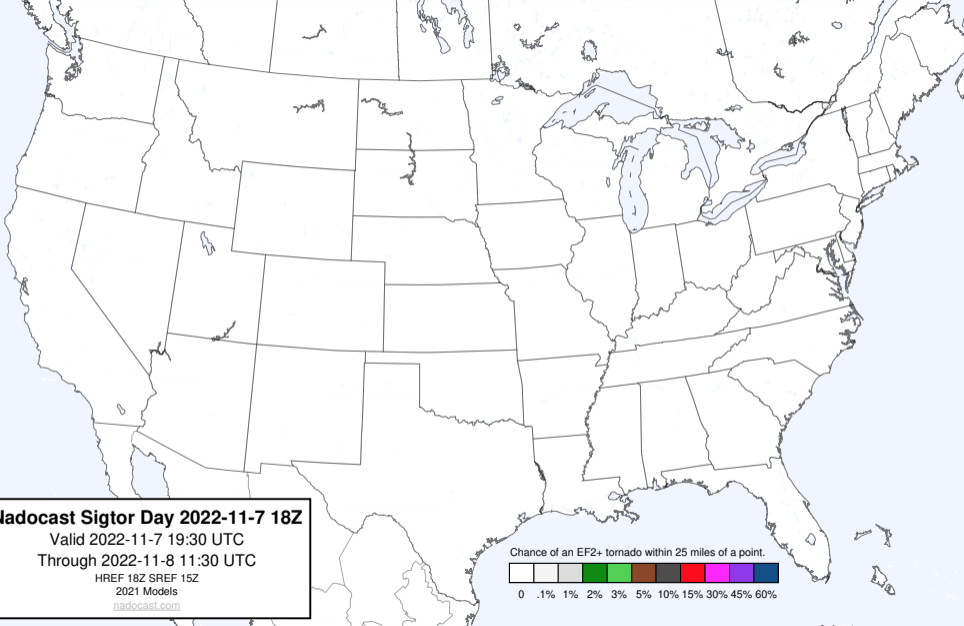 Nadocast Sigtor Day 2022-11-7 18Z
Valid 2022-11-7 19:30 UTC
Through 2022-11-8 11:30 UTC
HREF 18Z SREF 15Z
2021 Models
nadocast.com
Chance of an EF2+ tornado within 25 miles of a point.
0 .1% 1% 2% 3% 5% 10% 15% 30% 45% 60%